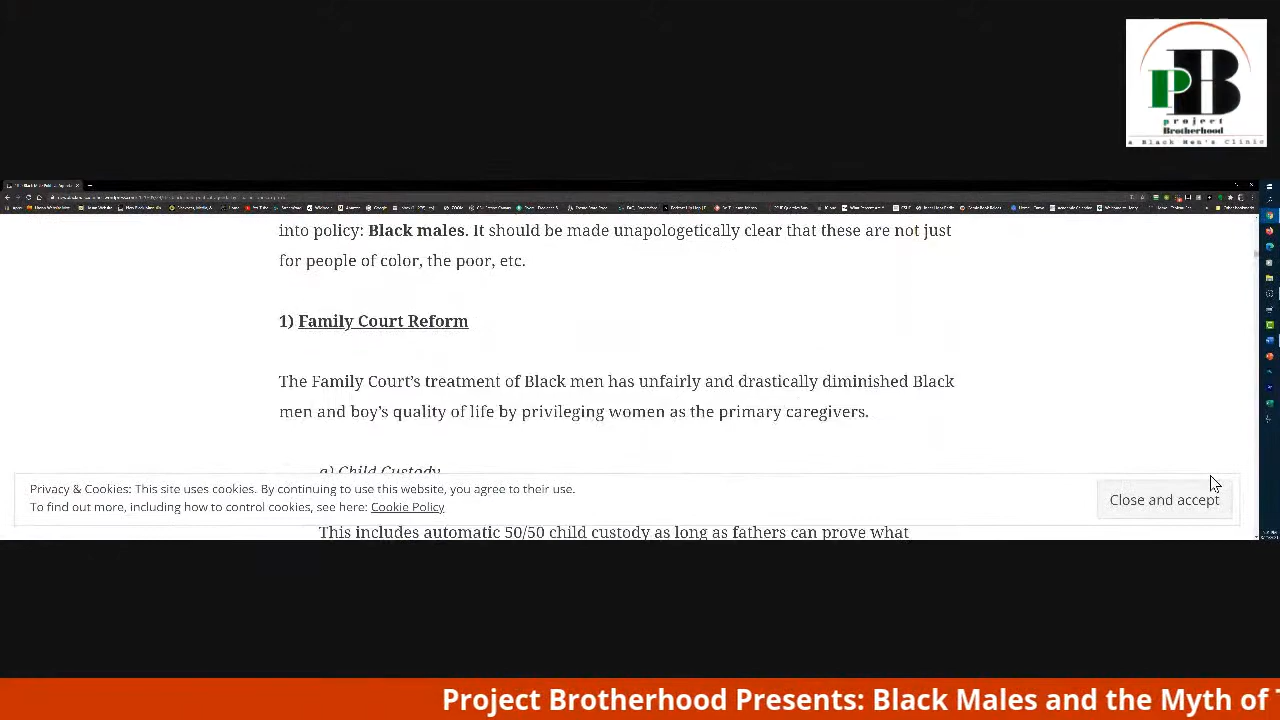 PB
project
Brotherhood
a Black Men's Clinic
into policy: Black males. It should be made unapologetically clear that these are not just
for people of color, the poor, etc.
1) Family Court Reform
The Family Court's treatment of Black men has unfairly and drastically diminished Black
men and boy's quality of life by privileging women as the primary caregivers.
a) Child Custody
Privacy & Cookies: This site uses cookies. By continuing to use this website, you agree to their use.
To find out more, including how to control cookies, see here: Cookie Policy
Close and accept
This includes automatic 50/50 child custody as long as fathers can prove what
Project Brotherhood Presents: Black Males and the Myth of